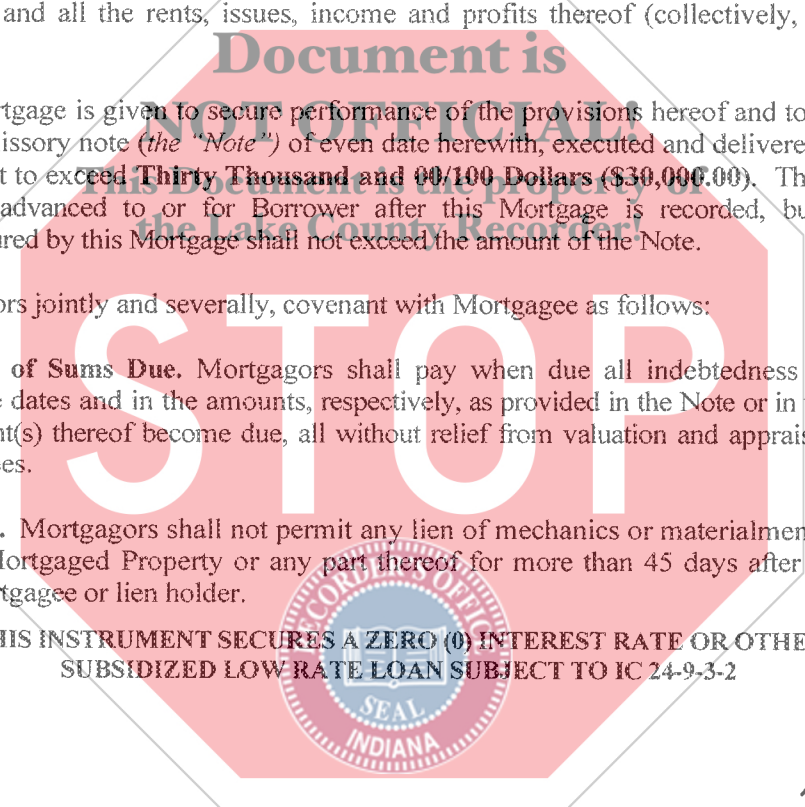 and all the rents, issues, income and profits thereof (collectively,
Document is
NOT OFFICIAL!
rtgage is given to secure performance of the provisions hereof and to
issory note (the "Note") of even date herewith, executed and delivere
t to exceed Thirty Thousand and 00/100 Dollars ($30,000.00). Th
This Document is the property
advanced to or for Borrower after this Mortgage is recorded, bu
the Lake County Recorder!
ured by this Mortgage shall not exceed the amount of the Note.
ors jointly and severally, covenant with Mortgagee as follows:
STOP
of Sums Due. Mortgagors shall pay when due all indebtedness
e dates and in the amounts, respectively, as provided in the Note or in
nt(s) thereof become due, all without relief from valuation and apprais
es.
. Mortgagors shall not permit any lien of mechanics or materialmen
Mortgaged Property or any part thereof for more than 45 days after
tgagee or lien holder.
RECORDER'S OFFIC
HIS INSTRUMENT SECURES A ZERO (0) INTEREST RATE OR OTHE
SUBSIDIZED LOW RATE LOAN SUBJECT TO IC 24-9-3-2
SEAL
INDIANA